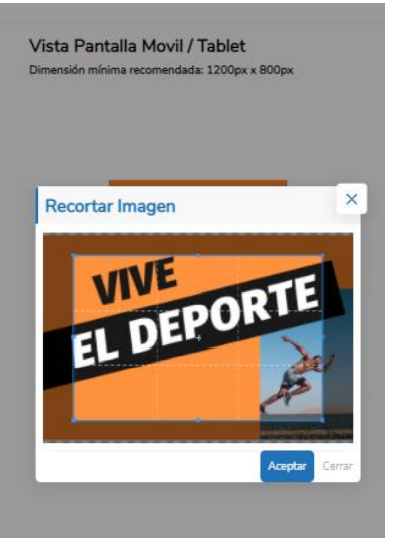 Vista Pantalla Movil / Tablet
Dimensión mínima recomendada: 1200px x 800px
Recortar Imagen
VIVE
EL DEPORTE
Aceptar
Cerrar